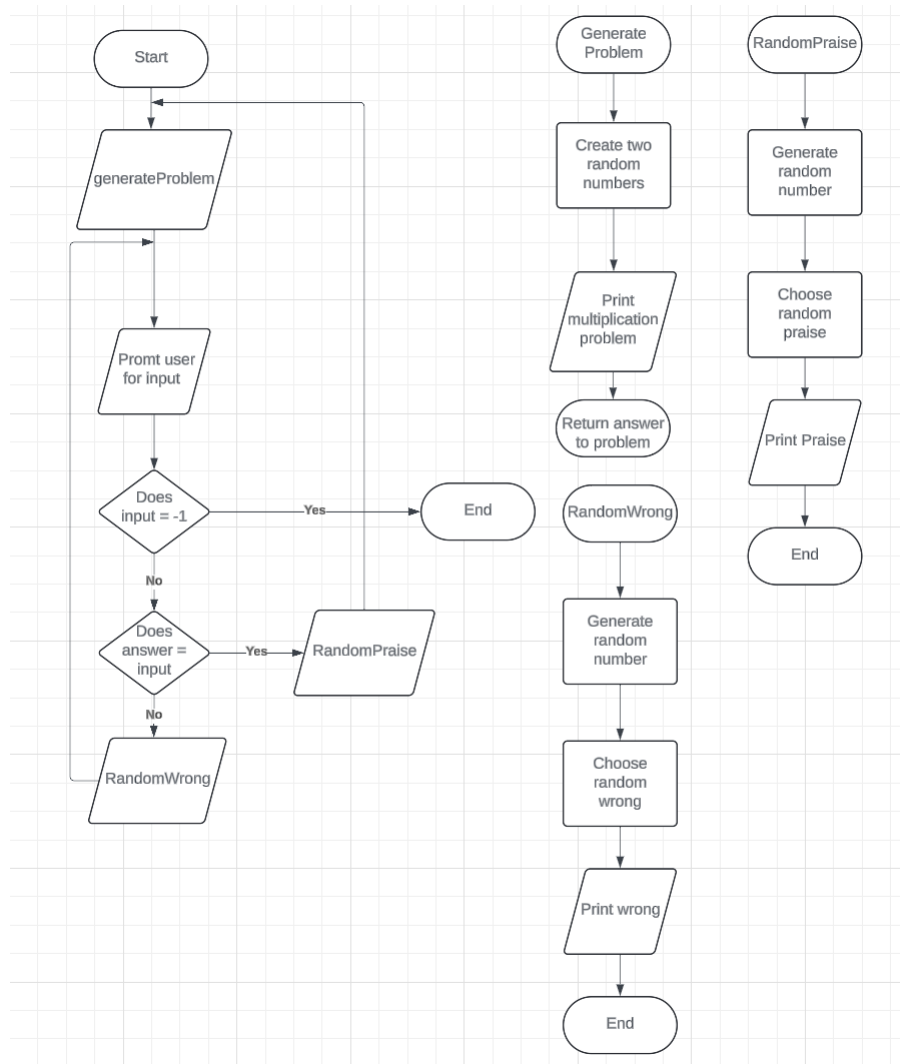 Start
generateProblem
Promt user
for input
Does
input = -1
Yes
End
No
Does
answer =
input
Yes
RandomPraise
No
RandomWrong
Generate
Problem
Create two
random
numbers
Print
multiplication
problem
Return answer
to problem
RandomWrong
Generate
random
number
Choose
random
wrong
Print wrong
End
RandomPraise
Generate
random
number
Choose
random
praise
Print Praise
End